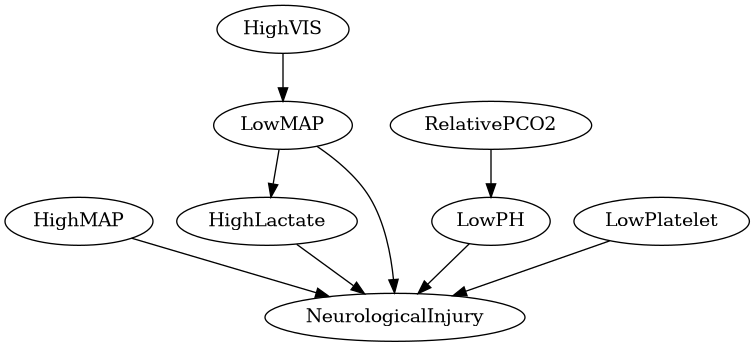 HighVIS
LowMAP
RelativePCO2
HighMAP
HighLactate
LowPH
LowPlatelet
NeurologicalInjury